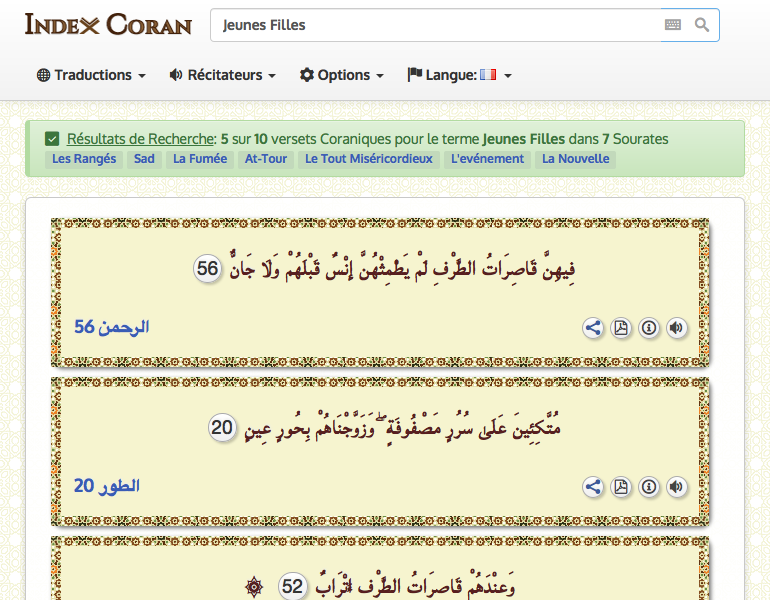 INDEX CORAN
Jeunes Filles
Traductions Récitateurs Options Langue:
Résultats de Recherche: 5 sur 10 versets Coraniques pour le terme Jeunes Filles dans 7 Sourates
Les Rangés Sad La Fumée At-Tour Le Tout Miséricordieux L'evénement La Nouvelle
فِيهِنَّ قَاصِرَاتُ الطَّرْفِ لَمْ يَطْمِثْهُنَّ إِنْسٌ قَبْلَهُمْ وَلَا جَانٌّ 56
الرحمن 56
مُتَّكِئِينَ عَلَىٰ سُرُرٍ مَصْفُوفَةٍ ۖ وَزَوَّجْنَاهُمْ بِحُورٍ عِينٍ 20
الطور 20
وَعِنْدَهُمْ قَاصِرَاتُ الطَّرْفِ أَتْرَابٌ 52